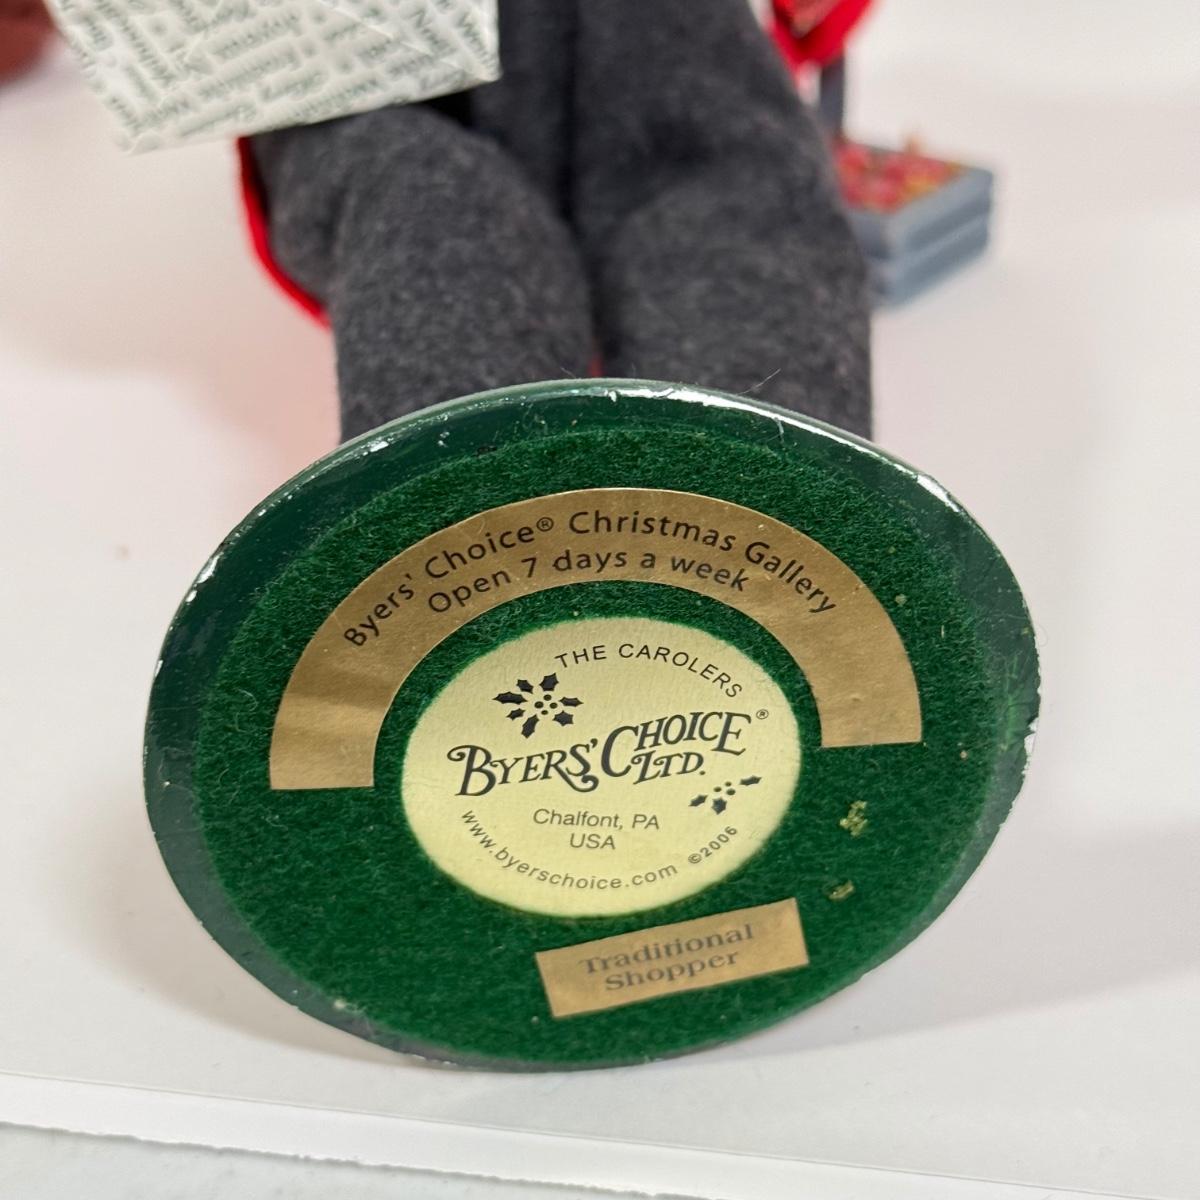 Byers' Choice® Christmas Gallery
Open 7 days a week
THE CAROLERS
BYERS' CHOICE ®
LTD.
Chalfont, PA
USA
www.byerschoice.com ©2006
Traditional
Shopper